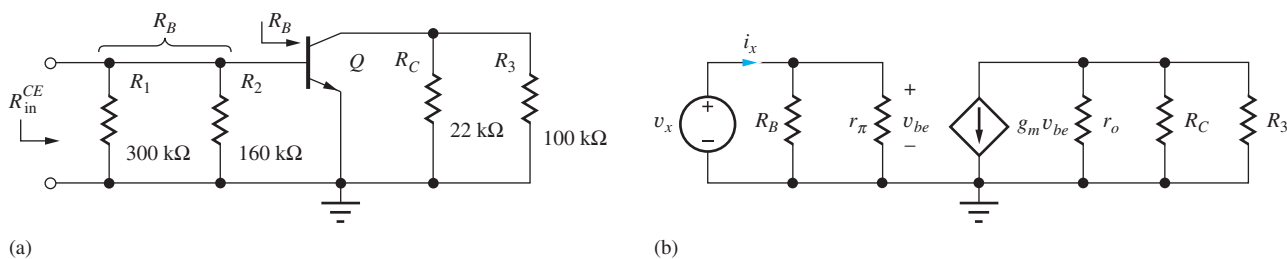 R_B
R_B
R_in^CE
R_1
R_2
Q
R_C
R_3
300 kΩ
160 kΩ
22 kΩ
100 kΩ
(a)
i_x
v_x
+
−
R_B
r_π
+
v_be
−
g_m v_be
r_o
R_C
R_3
(b)